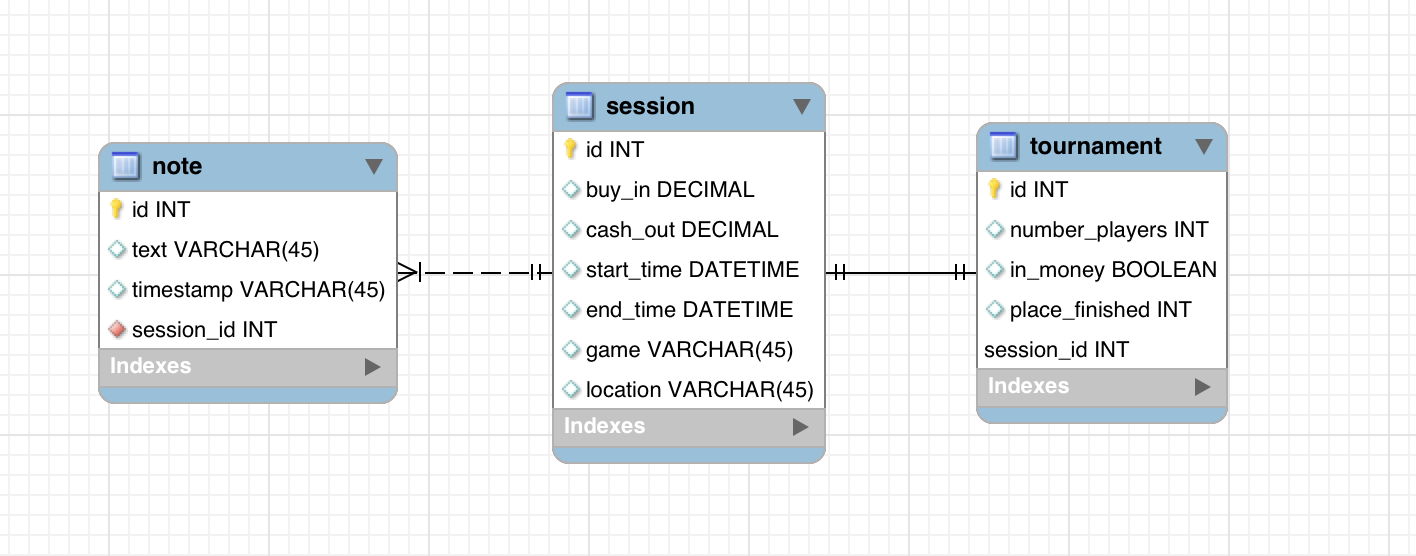 note
id INT
text VARCHAR(45)
timestamp VARCHAR(45)
session_id INT
Indexes
session
id INT
buy_in DECIMAL
cash_out DECIMAL
start_time DATETIME
end_time DATETIME
game VARCHAR(45)
location VARCHAR(45)
Indexes
tournament
id INT
number_players INT
in_money BOOLEAN
place_finished INT
session_id INT
Indexes